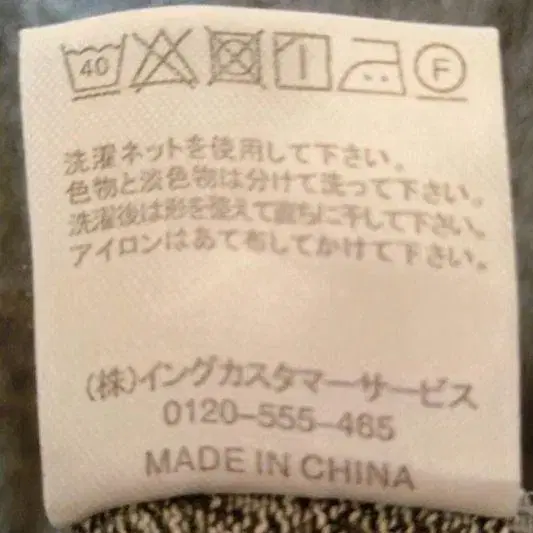 40 F
洗濯ネットを使用して下さい。
色物と淡色物は分けて洗って下さい。
洗濯後は形を整えて直ちに干して下さい。
アイロンはあて布してかけて下さい。
(株)イングカスタマーサービス
0120-555-465
MADE IN CHINA